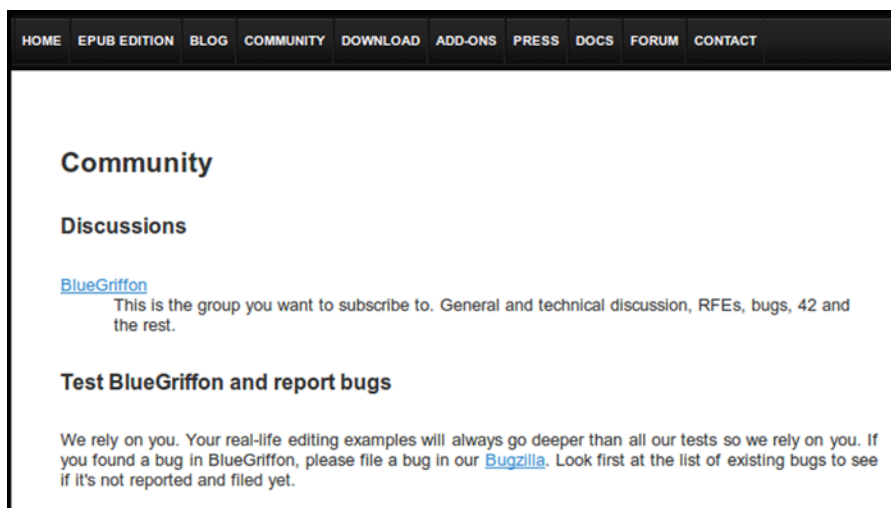 HOME EPUB EDITION BLOG COMMUNITY DOWNLOAD ADD-ONS PRESS DOCS FORUM CONTACT
Community
Discussions
BlueGriffon
This is the group you want to subscribe to. General and technical discussion, RFEs, bugs, 42 and
the rest.
Test BlueGriffon and report bugs
We rely on you. Your real-life editing examples will always go deeper than all our tests so we rely on you. If
you found a bug in BlueGriffon, please file a bug in our Bugzilla. Look first at the list of existing bugs to see
if it's not reported and filed yet.